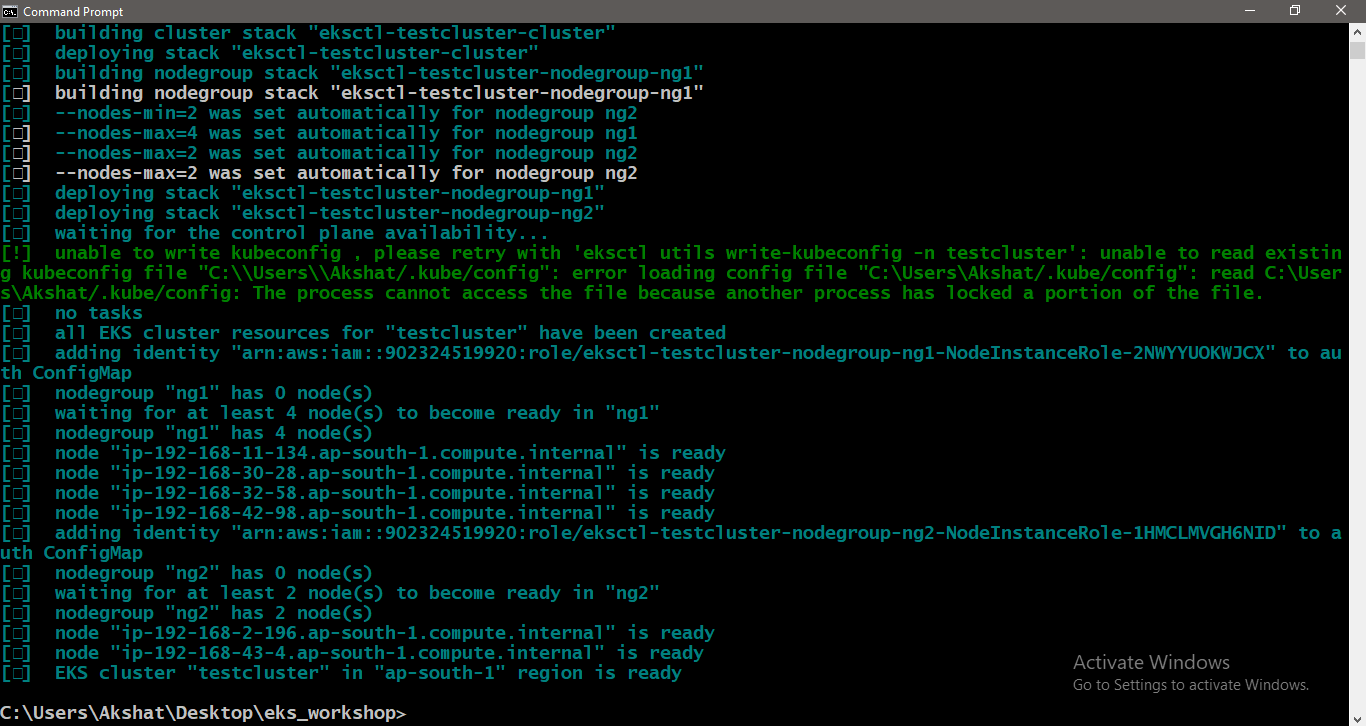 Command Prompt
[□]  building cluster stack "eksctl-testcluster-cluster"
[□]  deploying stack "eksctl-testcluster-cluster"
[□]  building nodegroup stack "eksctl-testcluster-nodegroup-ng1"
[□]  building nodegroup stack "eksctl-testcluster-nodegroup-ng1"
[□]  --nodes-min=2 was set automatically for nodegroup ng2
[□]  --nodes-max=4 was set automatically for nodegroup ng1
[□]  --nodes-max=2 was set automatically for nodegroup ng2
[□]  --nodes-max=2 was set automatically for nodegroup ng2
[□]  deploying stack "eksctl-testcluster-nodegroup-ng1"
[□]  deploying stack "eksctl-testcluster-nodegroup-ng2"
[□]  waiting for the control plane availability...
[!]  unable to write kubeconfig , please retry with 'eksctl utils write-kubeconfig -n testcluster': unable to read existin
g kubeconfig file "C:\\Users\\Akshat/.kube/config": error loading config file "C:\Users\Akshat/.kube/config": read C:\User
s\Akshat/.kube/config: The process cannot access the file because another process has locked a portion of the file.
[□]  no tasks
[□]  all EKS cluster resources for "testcluster" have been created
[□]  adding identity "arn:aws:iam::902324519920:role/eksctl-testcluster-nodegroup-ng1-NodeInstanceRole-2NWYYUOKWJCX" to au
th ConfigMap
[□]  nodegroup "ng1" has 0 node(s)
[□]  waiting for at least 4 node(s) to become ready in "ng1"
[□]  nodegroup "ng1" has 4 node(s)
[□]  node "ip-192-168-11-134.ap-south-1.compute.internal" is ready
[□]  node "ip-192-168-30-28.ap-south-1.compute.internal" is ready
[□]  node "ip-192-168-32-58.ap-south-1.compute.internal" is ready
[□]  node "ip-192-168-42-98.ap-south-1.compute.internal" is ready
[□]  adding identity "arn:aws:iam::902324519920:role/eksctl-testcluster-nodegroup-ng2-NodeInstanceRole-1HMCLMVGH6NID" to a
uth ConfigMap
[□]  nodegroup "ng2" has 0 node(s)
[□]  waiting for at least 2 node(s) to become ready in "ng2"
[□]  nodegroup "ng2" has 2 node(s)
[□]  node "ip-192-168-2-196.ap-south-1.compute.internal" is ready
[□]  node "ip-192-168-43-4.ap-south-1.compute.internal" is ready
[□]  EKS cluster "testcluster" in "ap-south-1" region is ready
Activate Windows
Go to Settings to activate Windows.
C:\Users\Akshat\Desktop\eks_workshop>